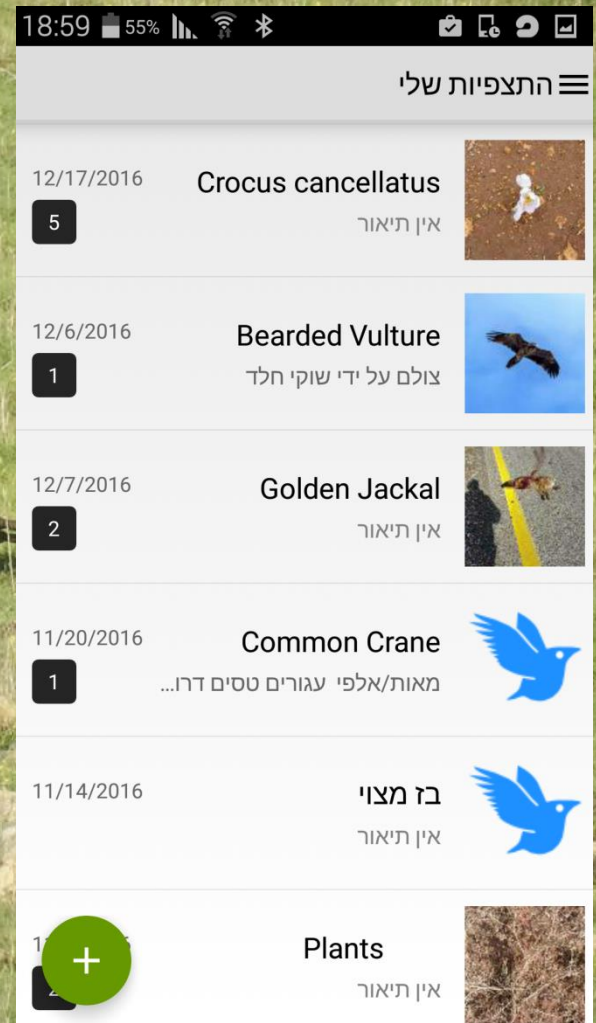 18:59 55%
התצפיות שלי
Crocus cancellatus 12/17/2016
אין תיאור 5
Bearded Vulture 12/6/2016
צולם על ידי שוקי חלד 1
Golden Jackal 12/7/2016
אין תיאור 2
Common Crane 11/20/2016
מאות/אלפי עגורים טסים דרו... 1
בז מצוי 11/14/2016
אין תיאור
Plants
+
אין תיאור